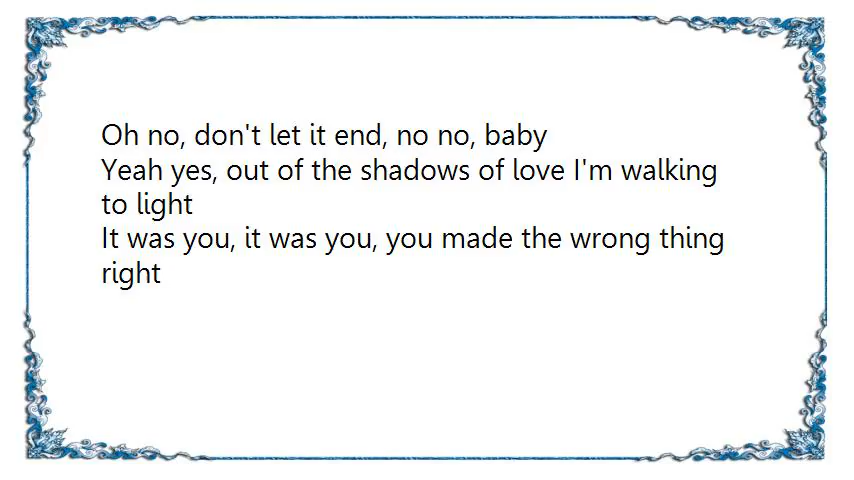 Oh no, don't let it end, no no, baby
Yeah yes, out of the shadows of love I'm walking
to light
It was you, it was you, you made the wrong thing
right